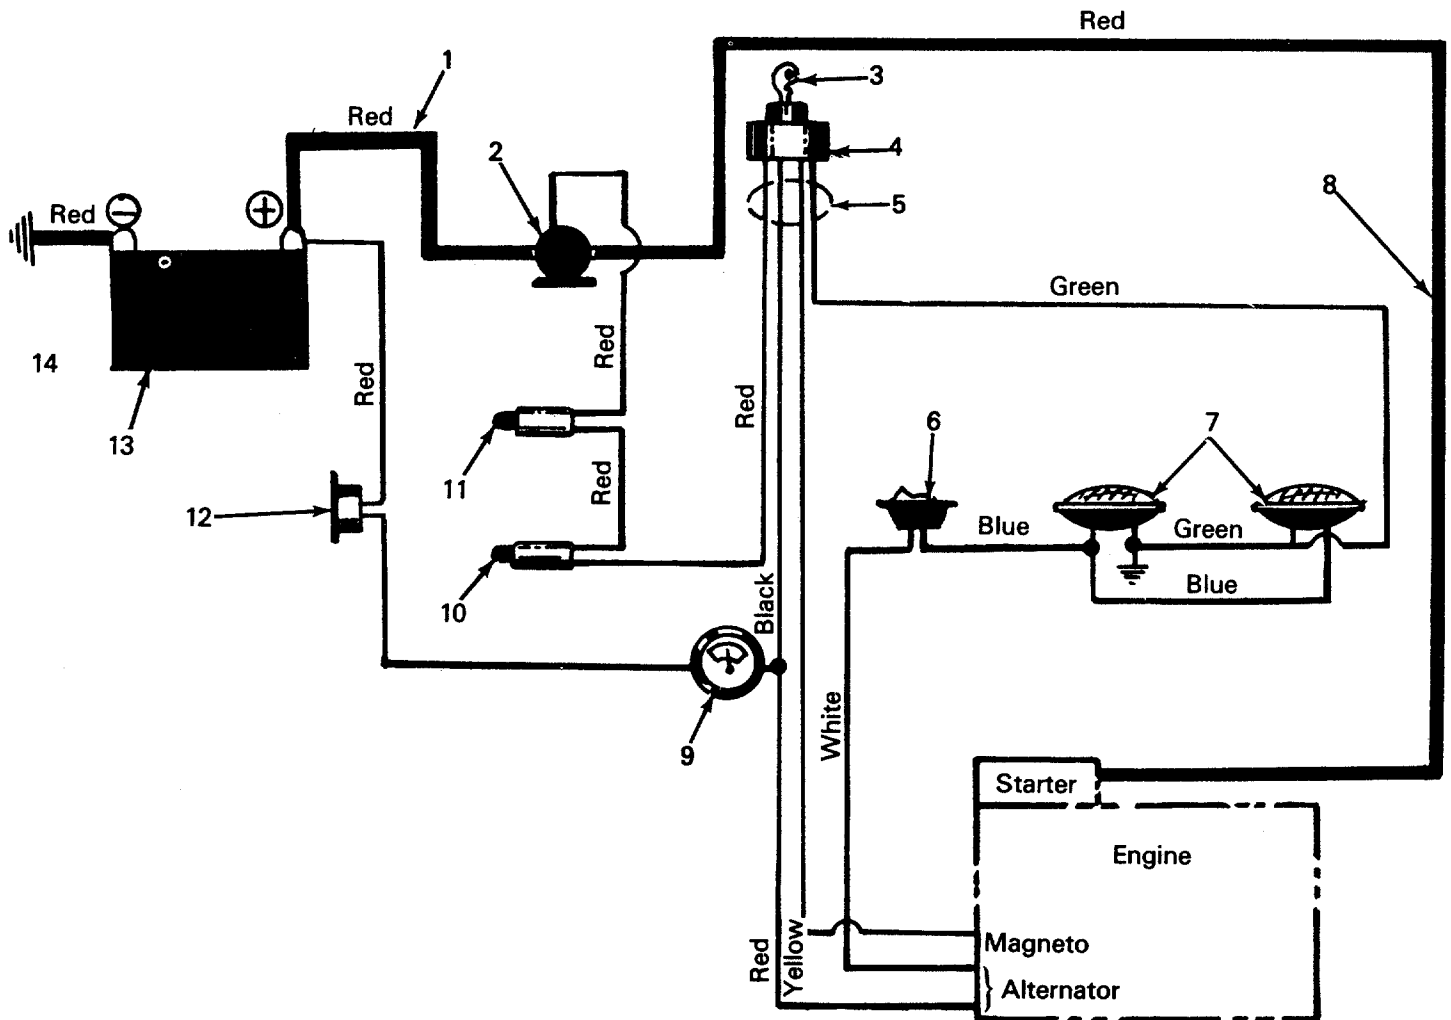 Red
1
3
Red
2
4
8
Red
−
+
5
Green
Red
14
Red
Red
13
6
7
11
Red
12
Blue
Green
10
Black
Blue
9
White
Starter
Engine
Red
Yellow
Magneto
Alternator